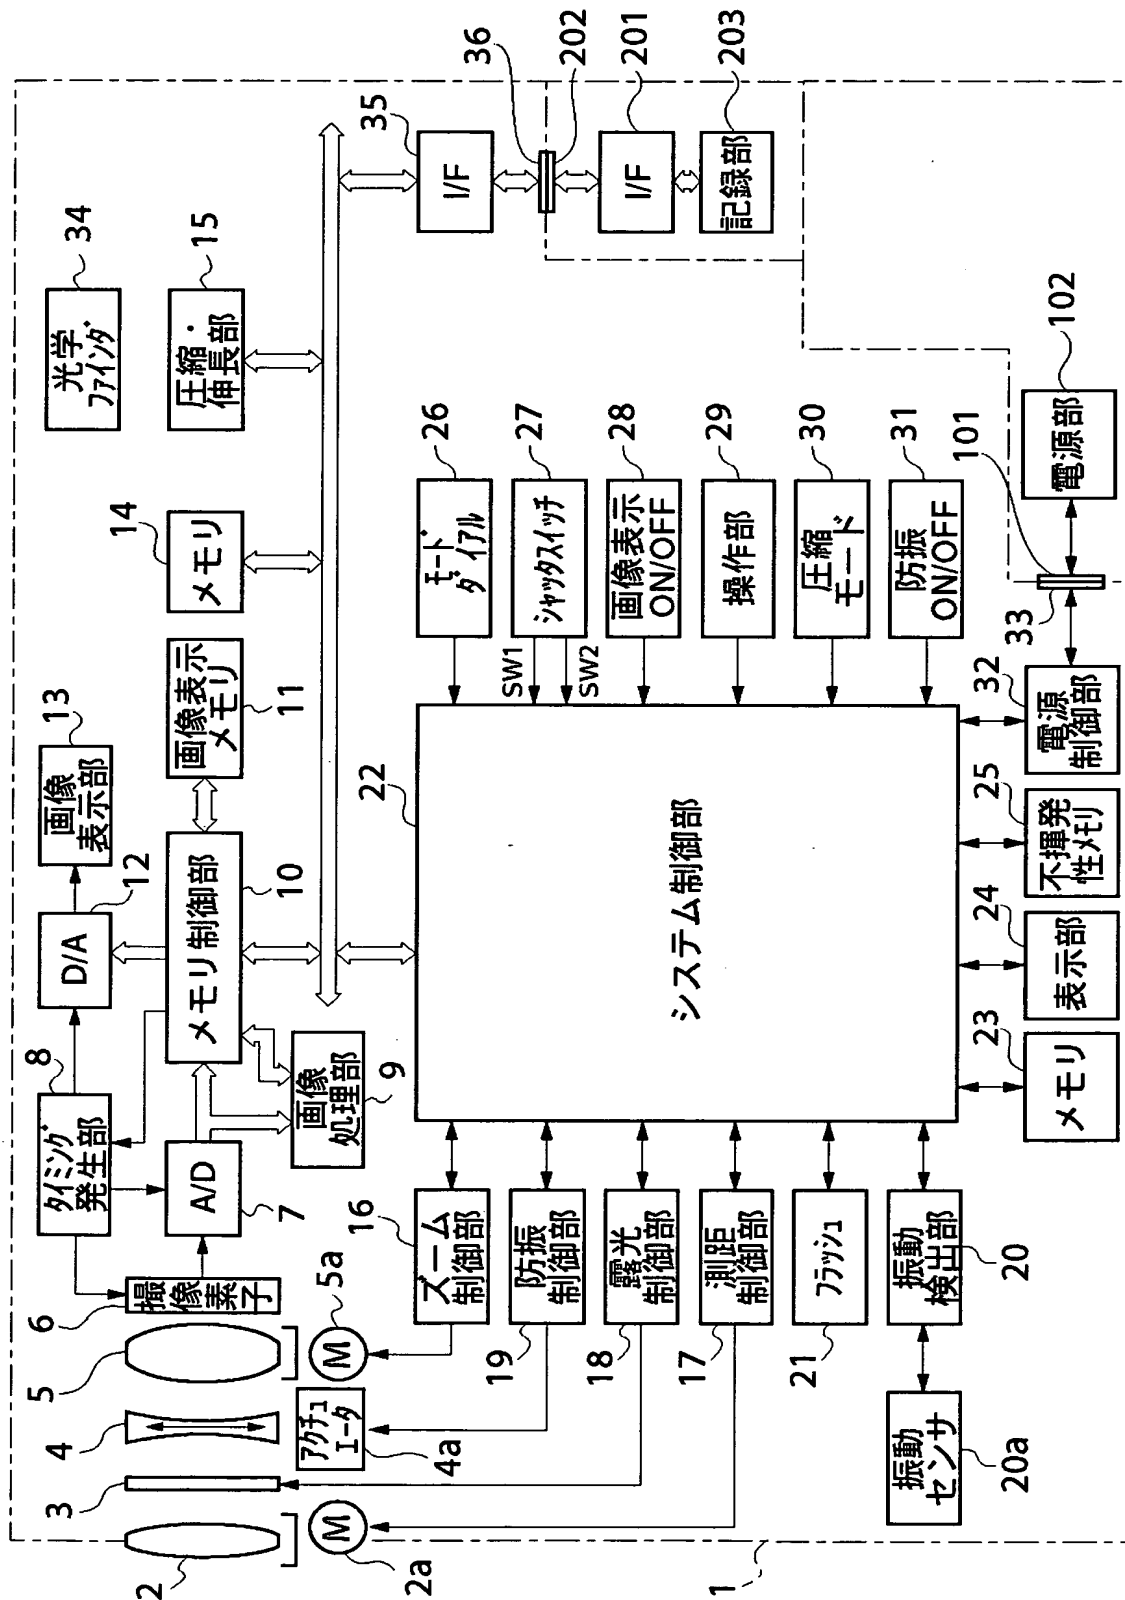 34
光学
ファインダ
13
画像
表示部
12
D/A
8
タイミング
発生部
15
圧縮・
伸長部
14
メモリ
画像表示
メモリ
11
メモリ制御部
10
A/D
7
撮像素子
6
5
4
3
2
画像
処理部
9
M
5a
アクチュ
エータ
4a
M
2a
35
I/F
36
202
I/F
201
記録部
203
22
システム制御部
モード
ダイアル
26
シャッタスイッチ
27
SW1
SW2
画像表示
ON/OFF
28
操作部
29
圧縮
モード
30
防振
ON/OFF
31
ズーム
制御部
16
防振
制御部
19
露光
制御部
18
測距
制御部
17
フラッシュ
21
振動
検出部
20
振動
センサ
20a
メモリ
23
表示部
24
不揮発
性メモリ
25
電源
制御部
32
33
101
電源部
102
1